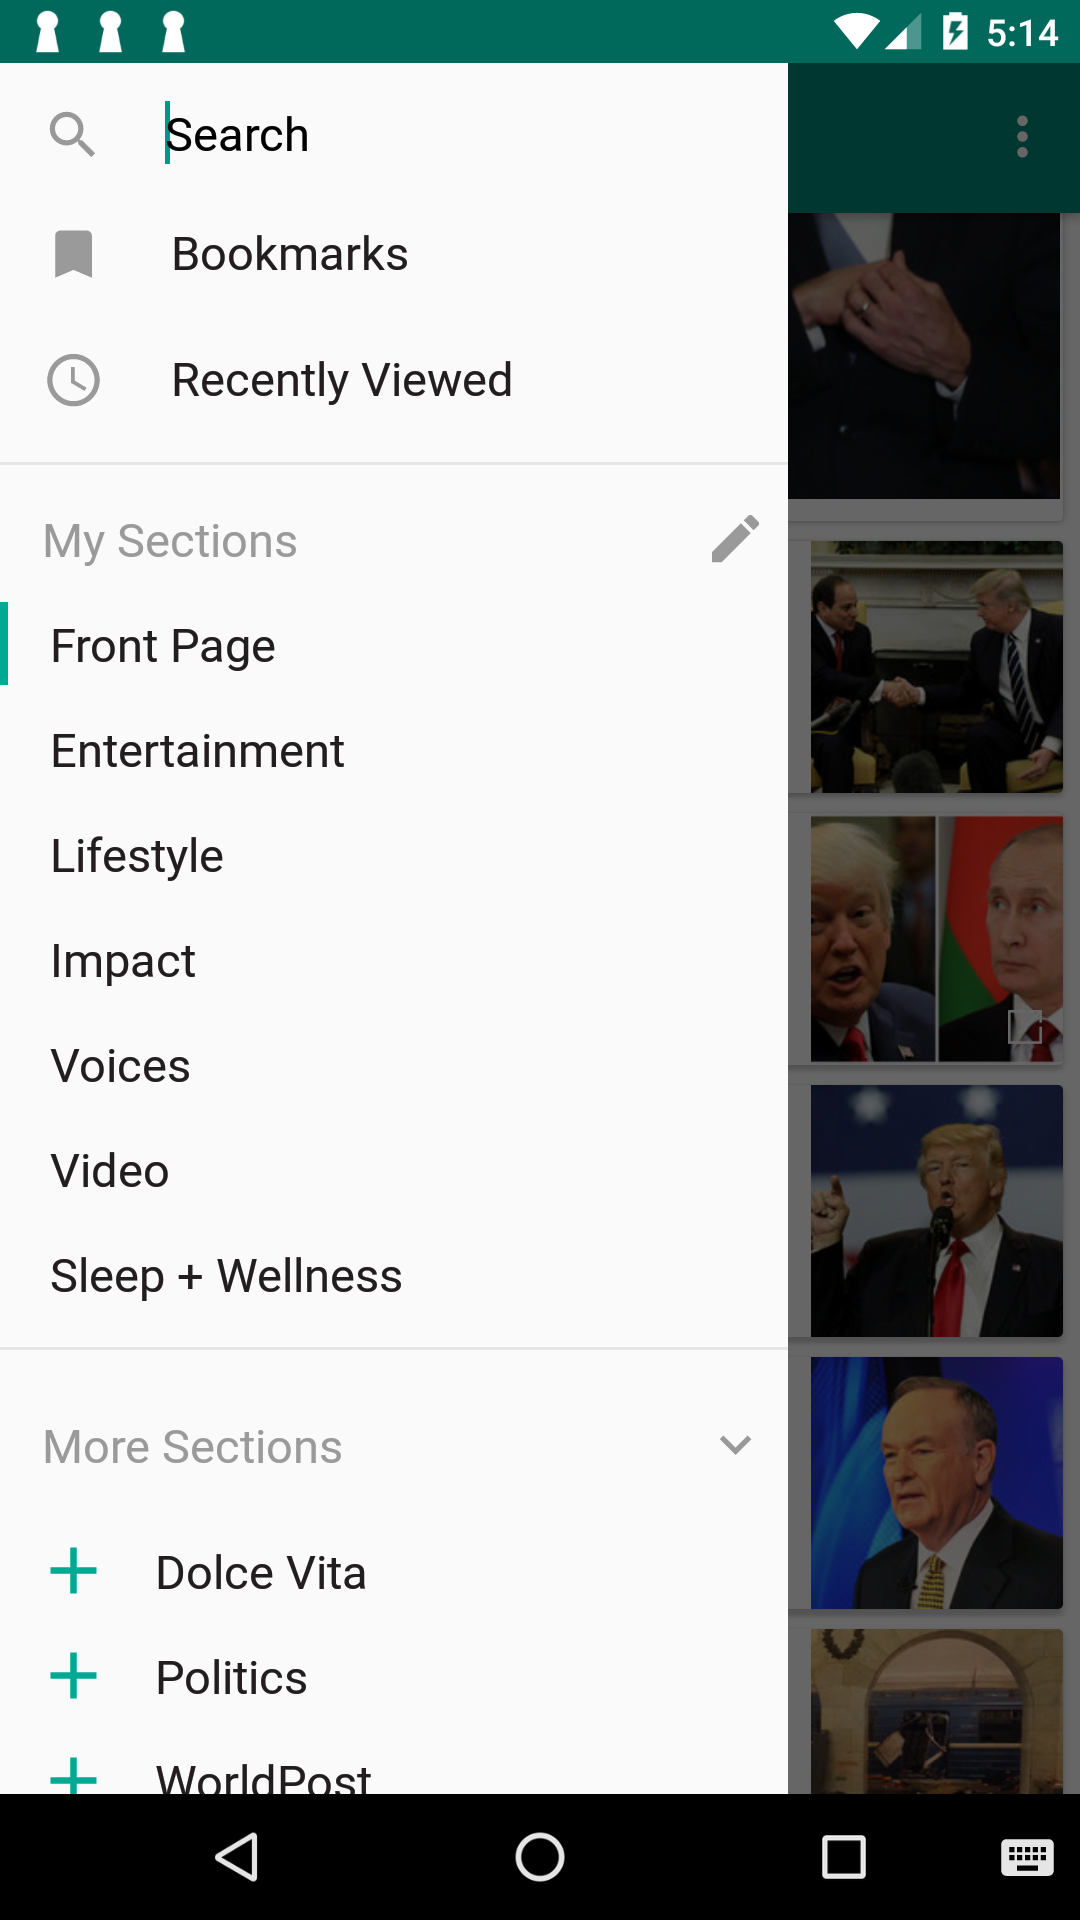 5:14
Search
Bookmarks
Recently Viewed
My Sections
Front Page
Entertainment
Lifestyle
Impact
Voices
Video
Sleep + Wellness
More Sections
Dolce Vita
Politics
WorldPost